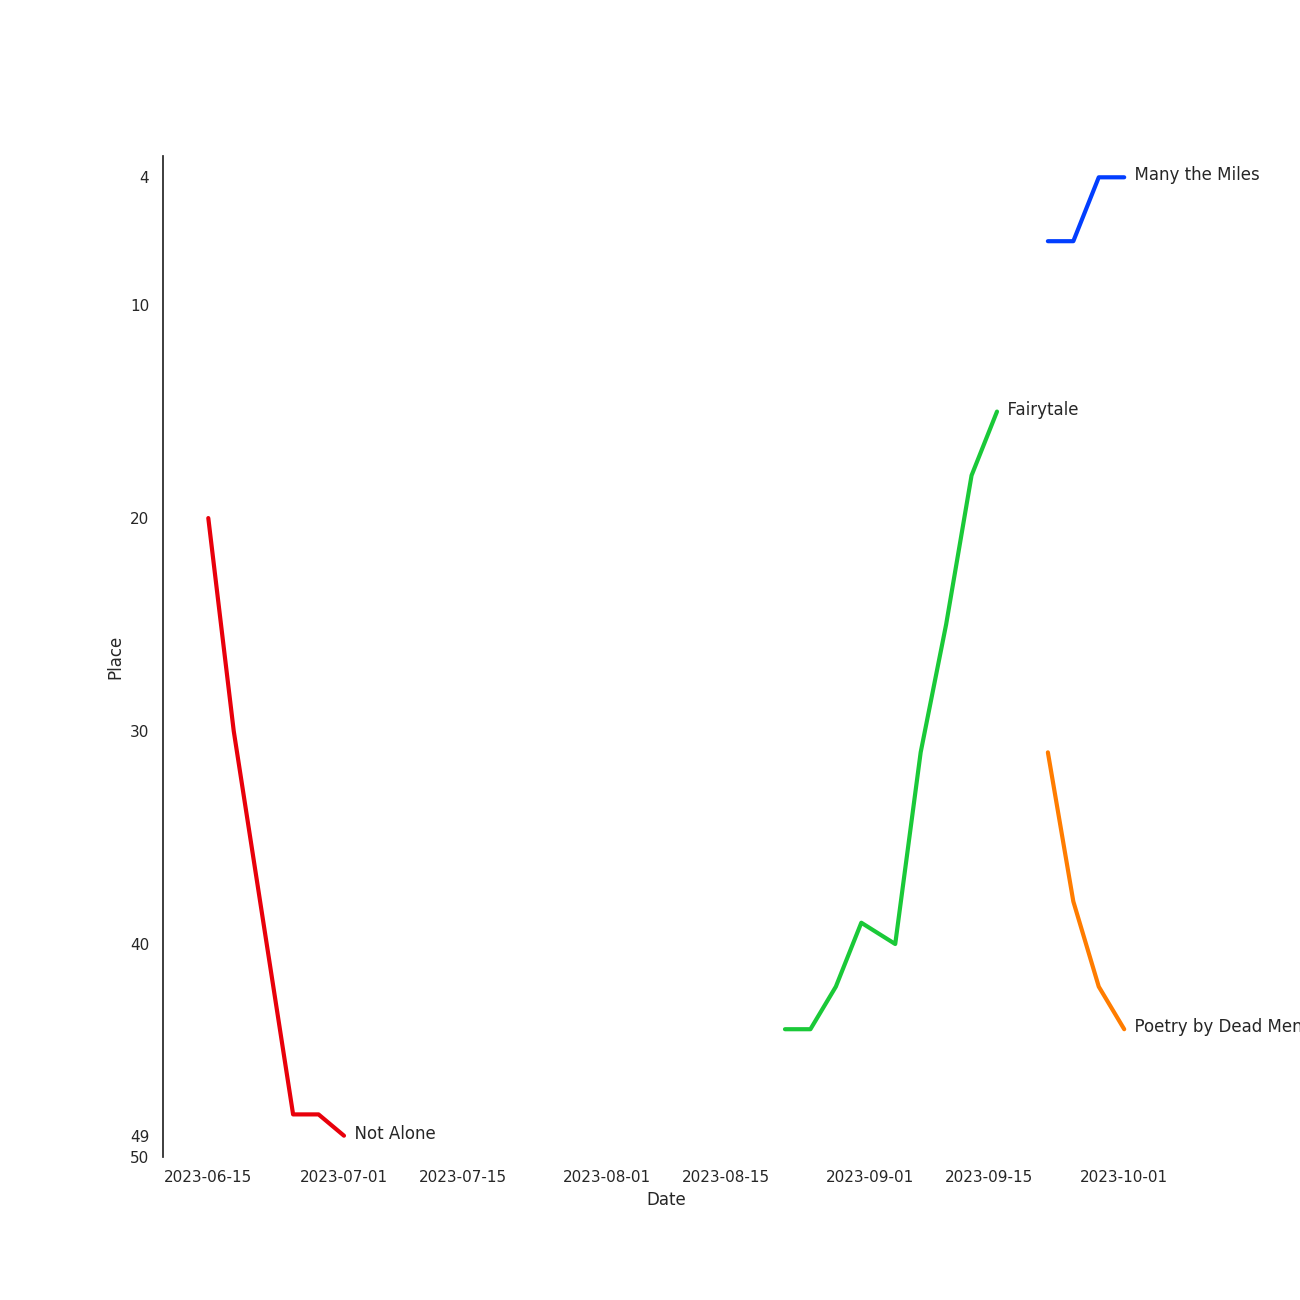 4
Many the Miles
10
Fairytale
20
Place
30
40
Poetry by Dead Men
49
Not Alone
50
2023-06-15 2023-07-01 2023-07-15 2023-08-01 2023-08-15 2023-09-01 2023-09-15 2023-10-01
Date